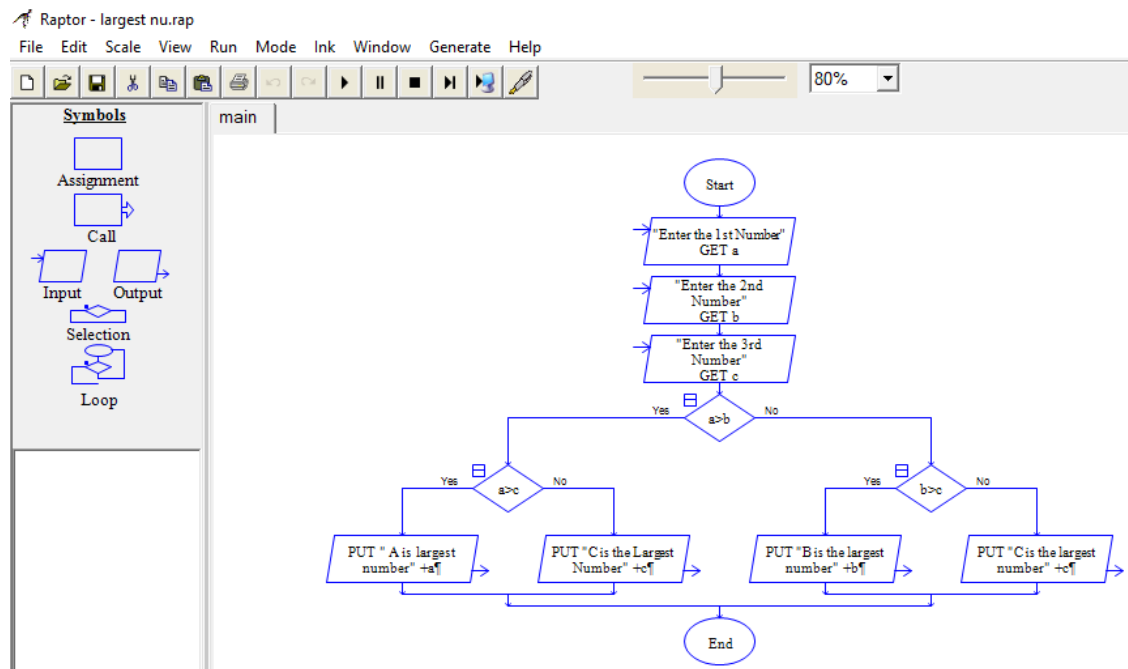 Raptor - largest nu.rap
File Edit Scale View Run Mode Ink Window Generate Help
80%
Symbols
Assignment
Call
Input Output
Selection
Loop
main
Start
"Enter the 1st Number"
GET a
"Enter the 2nd
Number"
GET b
"Enter the 3rd
Number"
GET c
Yes a>b No
Yes a>c No
Yes b>c No
PUT " A is largest
number" +a¶
PUT "C is the Largest
Number" +c¶
PUT "B is the largest
number" +b¶
PUT "C is the largest
number" +c¶
End